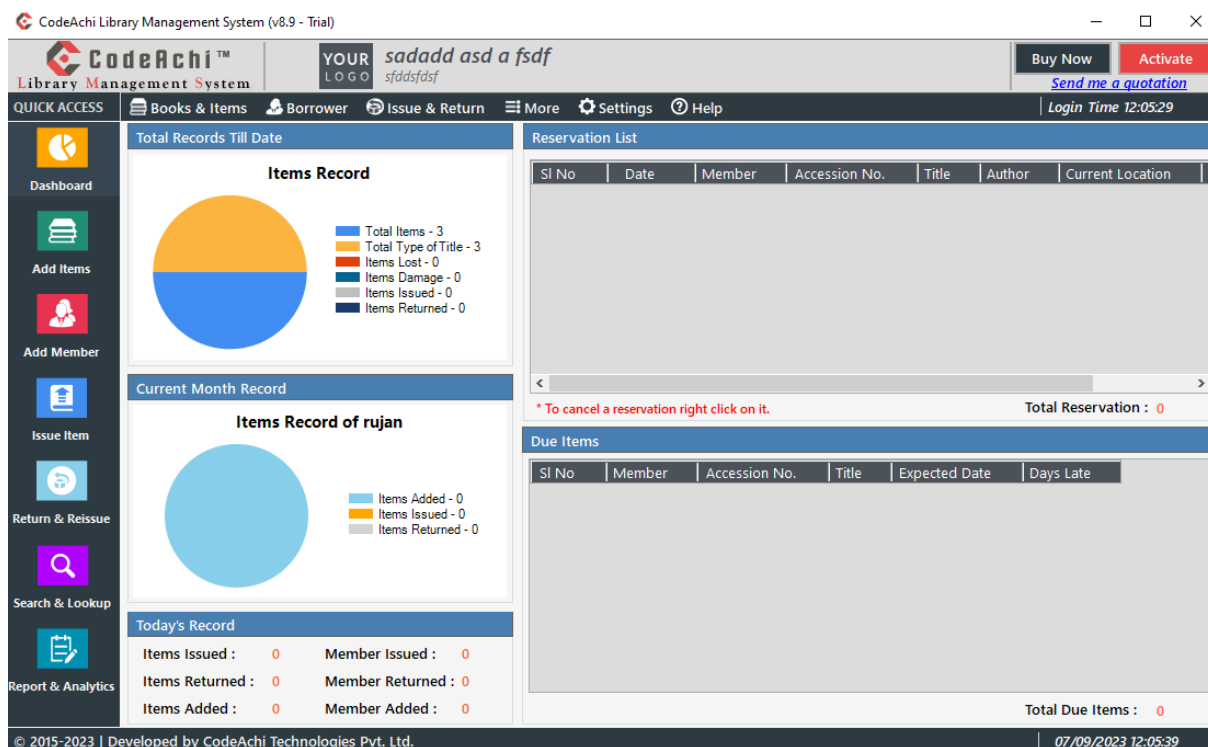 CodeAchi Library Management System (v8.9 - Trial)
CodeAchi™
Library Management System
YOUR
LOGO
sadadd asd a fsdf
sfddsfdsf
Buy Now
Activate
Send me a quotation
QUICK ACCESS
Books & Items
Borrower
Issue & Return
More
Settings
Help
Login Time 12:05:29
Dashboard
Add Items
Add Member
Issue Item
Return & Reissue
Search & Lookup
Report & Analytics
Total Records Till Date
Items Record
Total Items - 3
Total Type of Title - 3
Items Lost - 0
Items Damage - 0
Items Issued - 0
Items Returned - 0
Current Month Record
Items Record of rujan
Items Added - 0
Items Issued - 0
Items Returned - 0
Today's Record
Items Issued : 0 Member Issued : 0
Items Returned : 0 Member Returned : 0
Items Added : 0 Member Added : 0
Reservation List
Sl No Date Member Accession No. Title Author Current Location
* To cancel a reservation right click on it.
Total Reservation : 0
Due Items
Sl No Member Accession No. Title Expected Date Days Late
Total Due Items : 0
© 2015-2023 | Developed by CodeAchi Technologies Pvt. Ltd.
07/09/2023 12:05:39